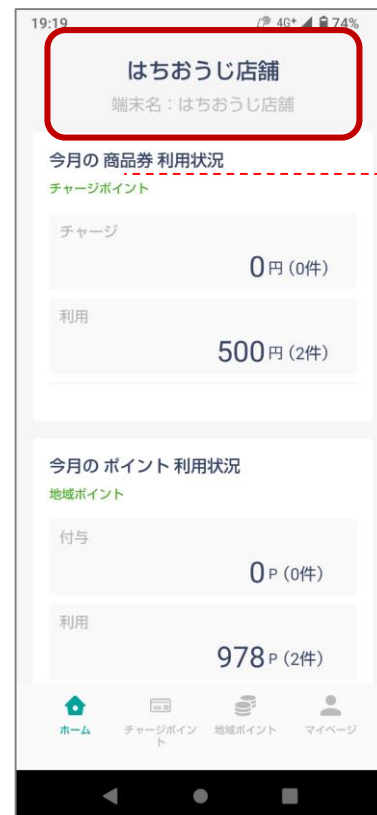 19:19 4G+ 74%
はちおうじ店舗
端末名：はちおうじ店舗
今月の 商品券 利用状況
チャージポイント
チャージ
0円 (0件)
利用
500円 (2件)
今月の ポイント 利用状況
地域ポイント
付与
0P (0件)
利用
978P (2件)
ホーム
チャージポイン
ト
地域ポイント
マイページ